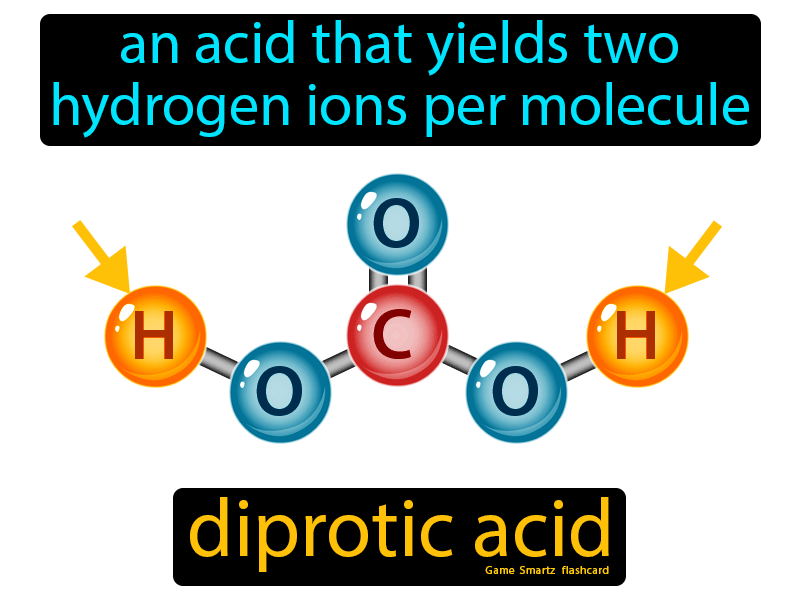 an acid that yields two
hydrogen ions per molecule
O
H
C
H
O
O
diprotic acid
Game Smartz flashcard